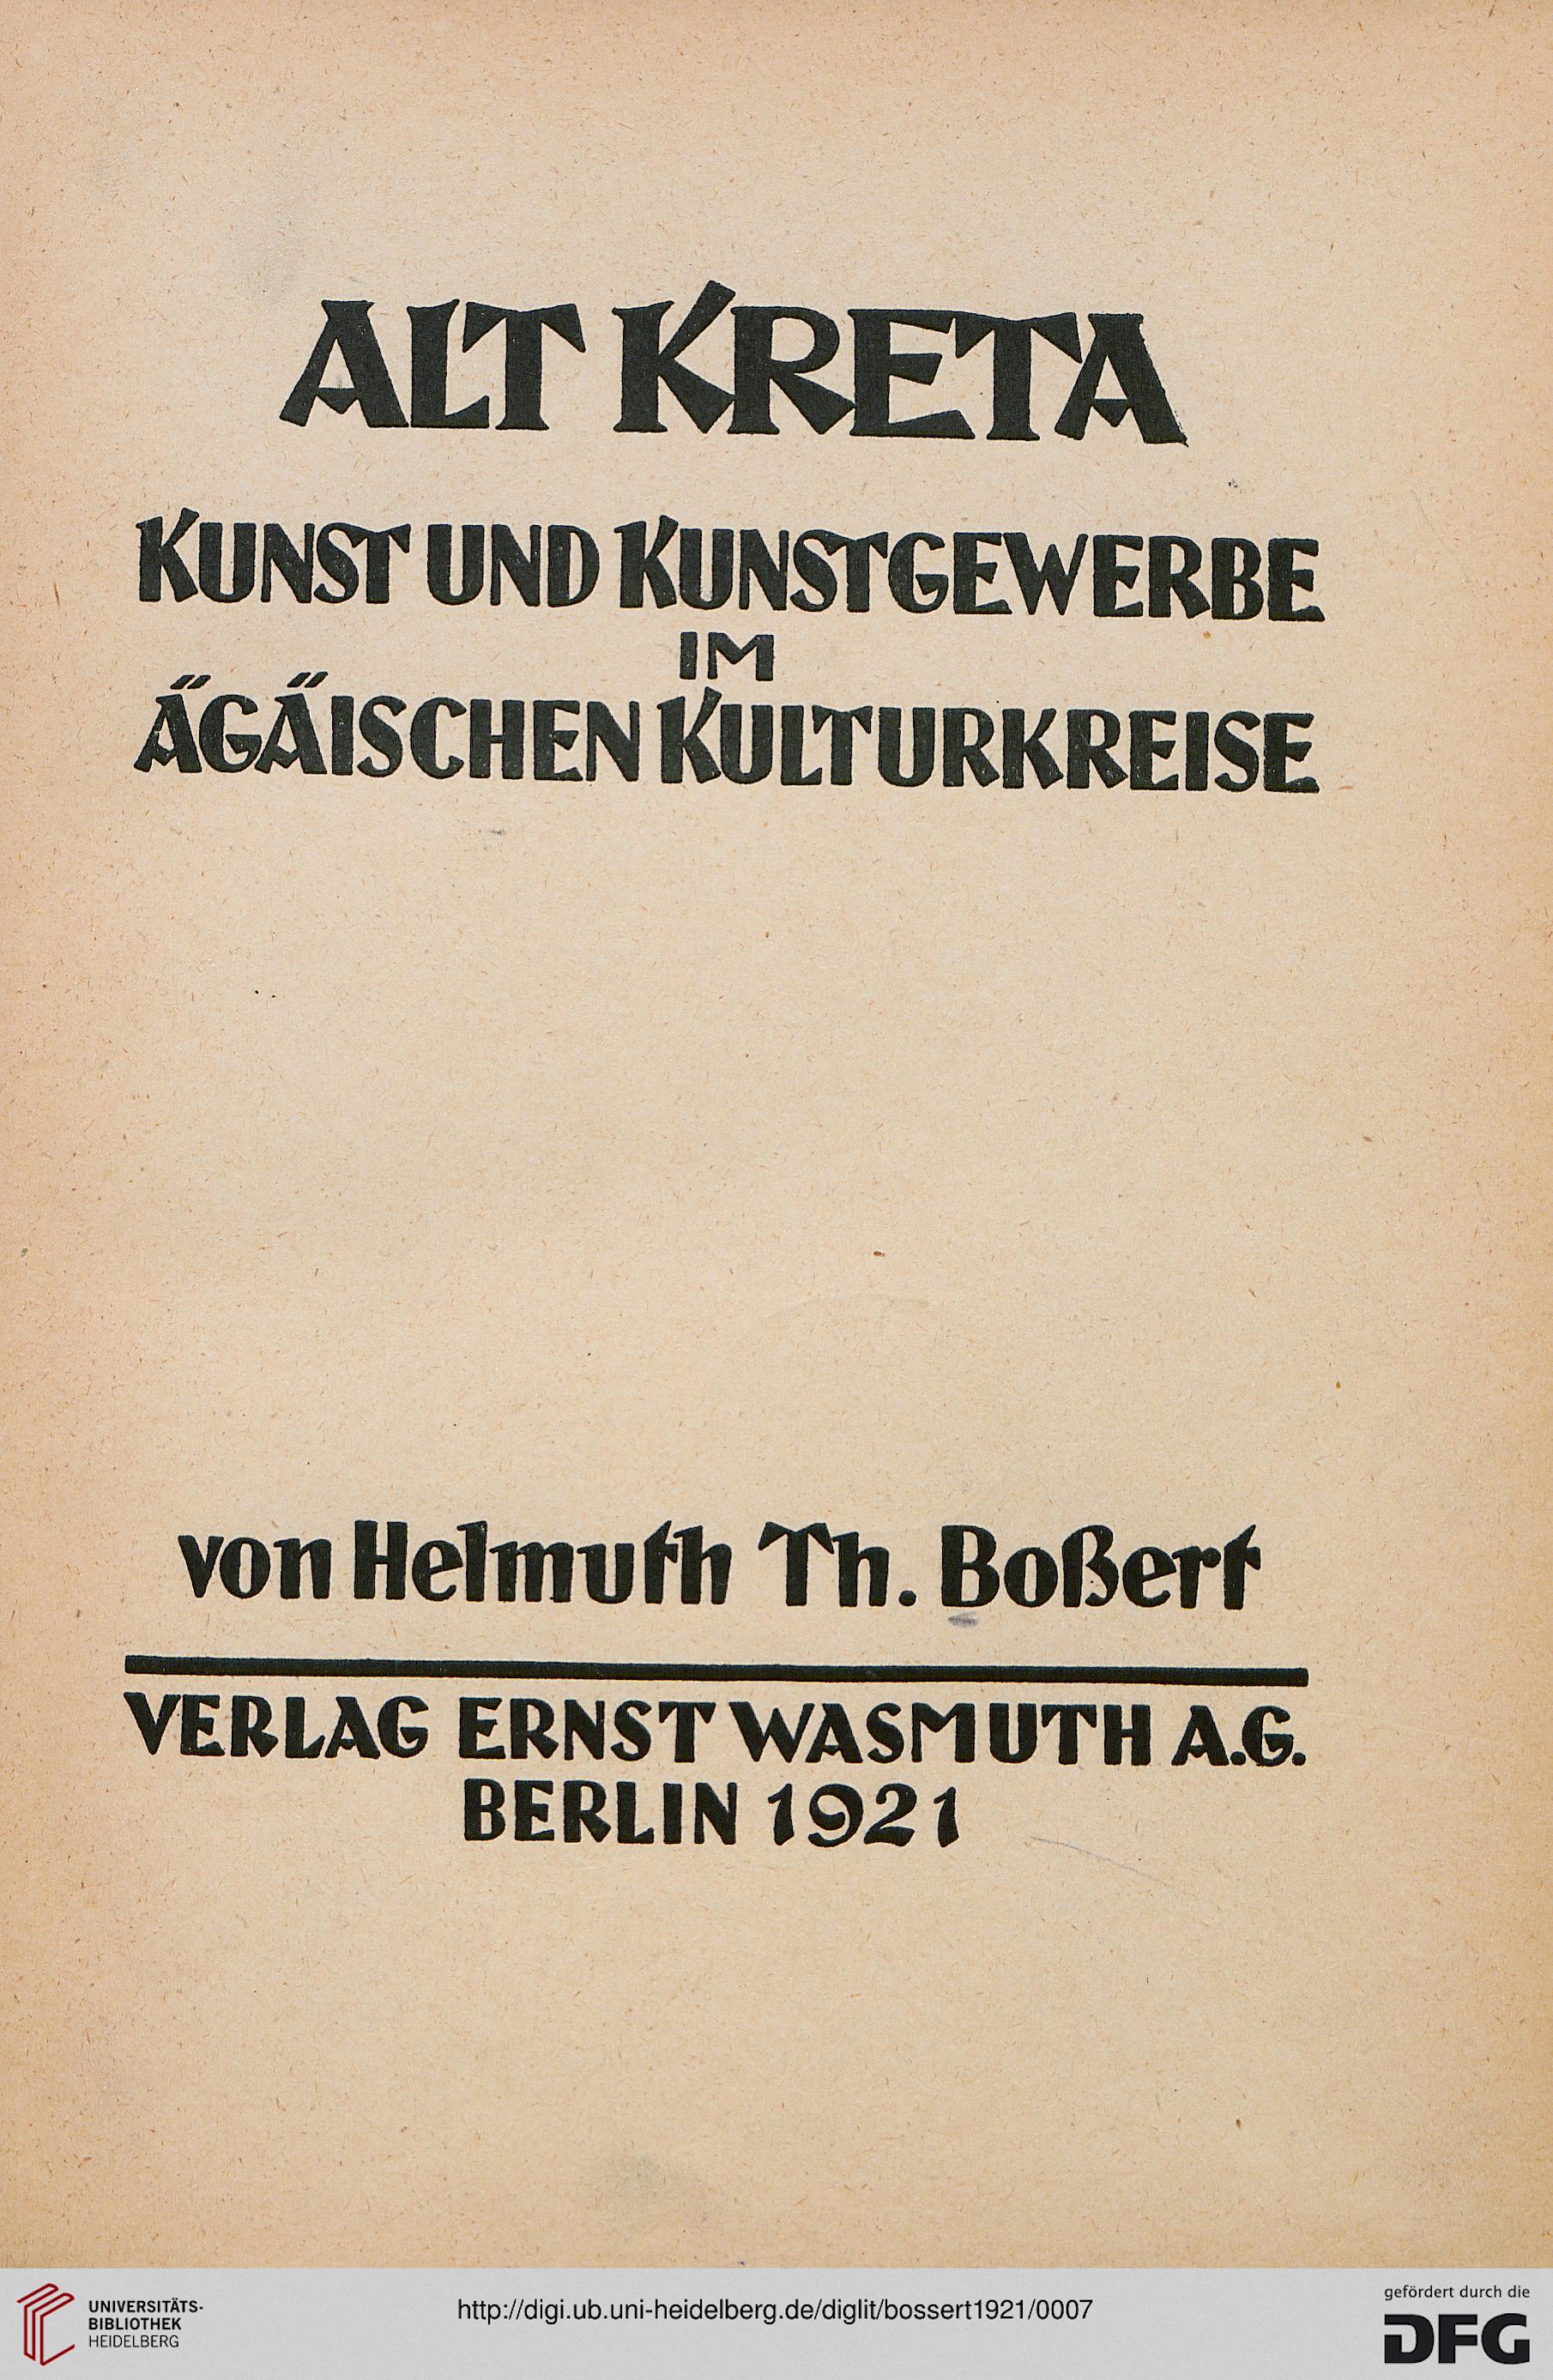 ALT KRETA
KUNST UND KUNSTGEWERBE
IM
ÄGÄISCHEN KULTURKREISE
von Helmuth Th. Boßert
VERLAG ERNST WASMUTH A.G.
BERLIN 1921
UNIVERSITÄTS-
BIBLIOTHEK
HEIDELBERG
http://digi.ub.uni-heidelberg.de/diglit/bossert1921/0007
gefördert durch die
DFG